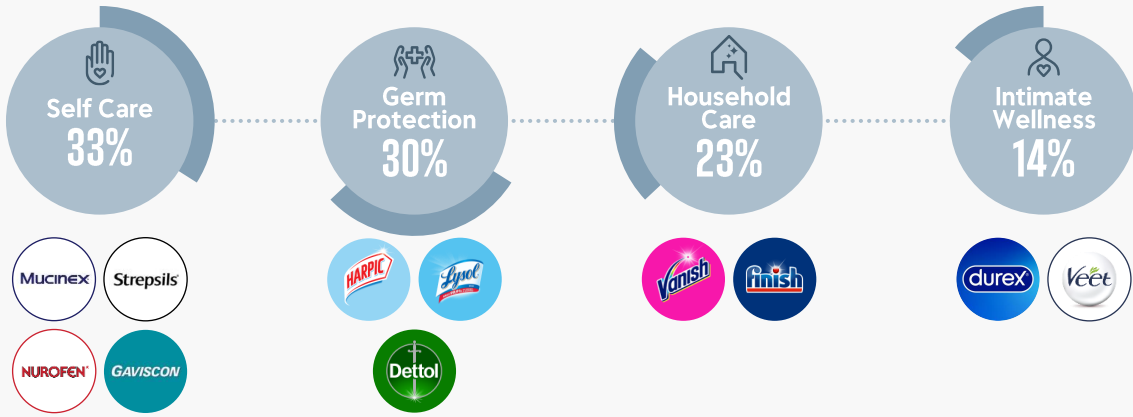 Self Care
33%
Germ
Protection
30%
Household
Care
23%
Intimate
Wellness
14%
Mucinex
Strepsils
HARPIC
Lysol
Vanish
finish
durex
Veet
NUROFEN
GAVISCON
Dettol